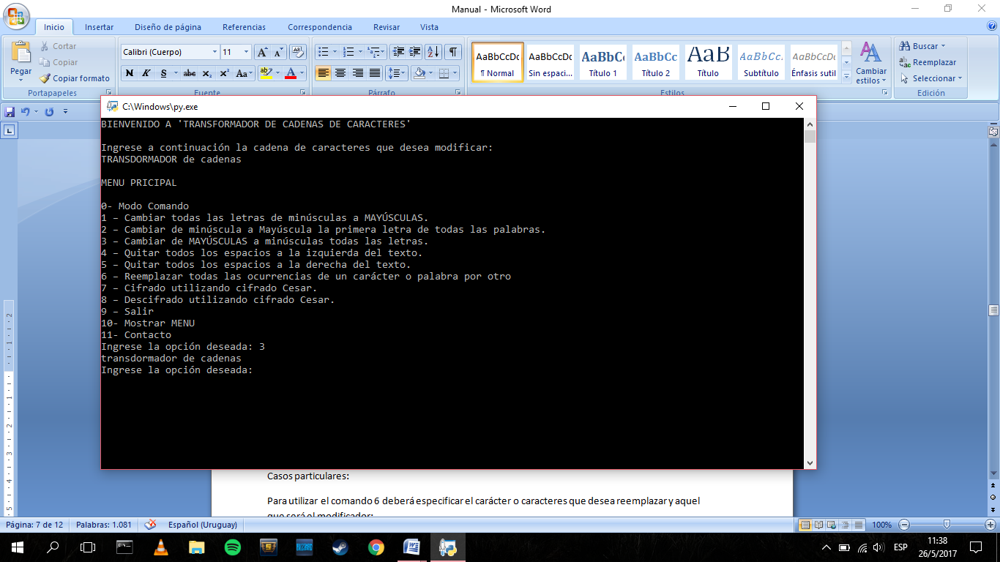 Manual - Microsoft Word
Inicio Insertar Diseño de página Referencias Correspondencia Revisar Vista
Pegar
Cortar
Copiar
Copiar formato
Portapapeles
Calibri (Cuerpo) 11
N K S abc x₂ x² Aa
Fuente
Párrafo
AaBbCcDc AaBbCcDc AaBbCc AaBbCc AaB AaBbCc. AaBbCcDc
¶ Normal Sin espaci... Título 1 Título 2 Título Subtítulo Énfasis sutil
Cambiar estilos
Estilos
Buscar
Reemplazar
Seleccionar
Edición
C:\Windows\py.exe
BIENVENIDO A 'TRANSFORMADOR DE CADENAS DE CARACTERES'
Ingrese a continuación la cadena de caracteres que desea modificar:
TRANSDORMADOR de cadenas
MENU PRICIPAL
0- Modo Comando
1 – Cambiar todas las letras de minúsculas a MAYÚSCULAS.
2 – Cambiar de minúscula a Mayúscula la primera letra de todas las palabras.
3 – Cambiar de MAYÚSCULAS a minúsculas todas las letras.
4 – Quitar todos los espacios a la izquierda del texto.
5 – Quitar todos los espacios a la derecha del texto.
6 – Reemplazar todas las ocurrencias de un carácter o palabra por otro
7 – Cifrado utilizando cifrado Cesar.
8 – Descifrado utilizando cifrado Cesar.
9 – Salir
10- Mostrar MENU
11- Contacto
Ingrese la opción deseada: 3
transdormador de cadenas
Ingrese la opción deseada:
Casos particulares:
Para utilizar el comando 6 deberá especificar el carácter o caracteres que desea reemplazar y aquel
que será el modificador:
Página: 7 de 12 Palabras: 1.081 Español (Uruguay) 100%
ESP
11:38
26/5/2017